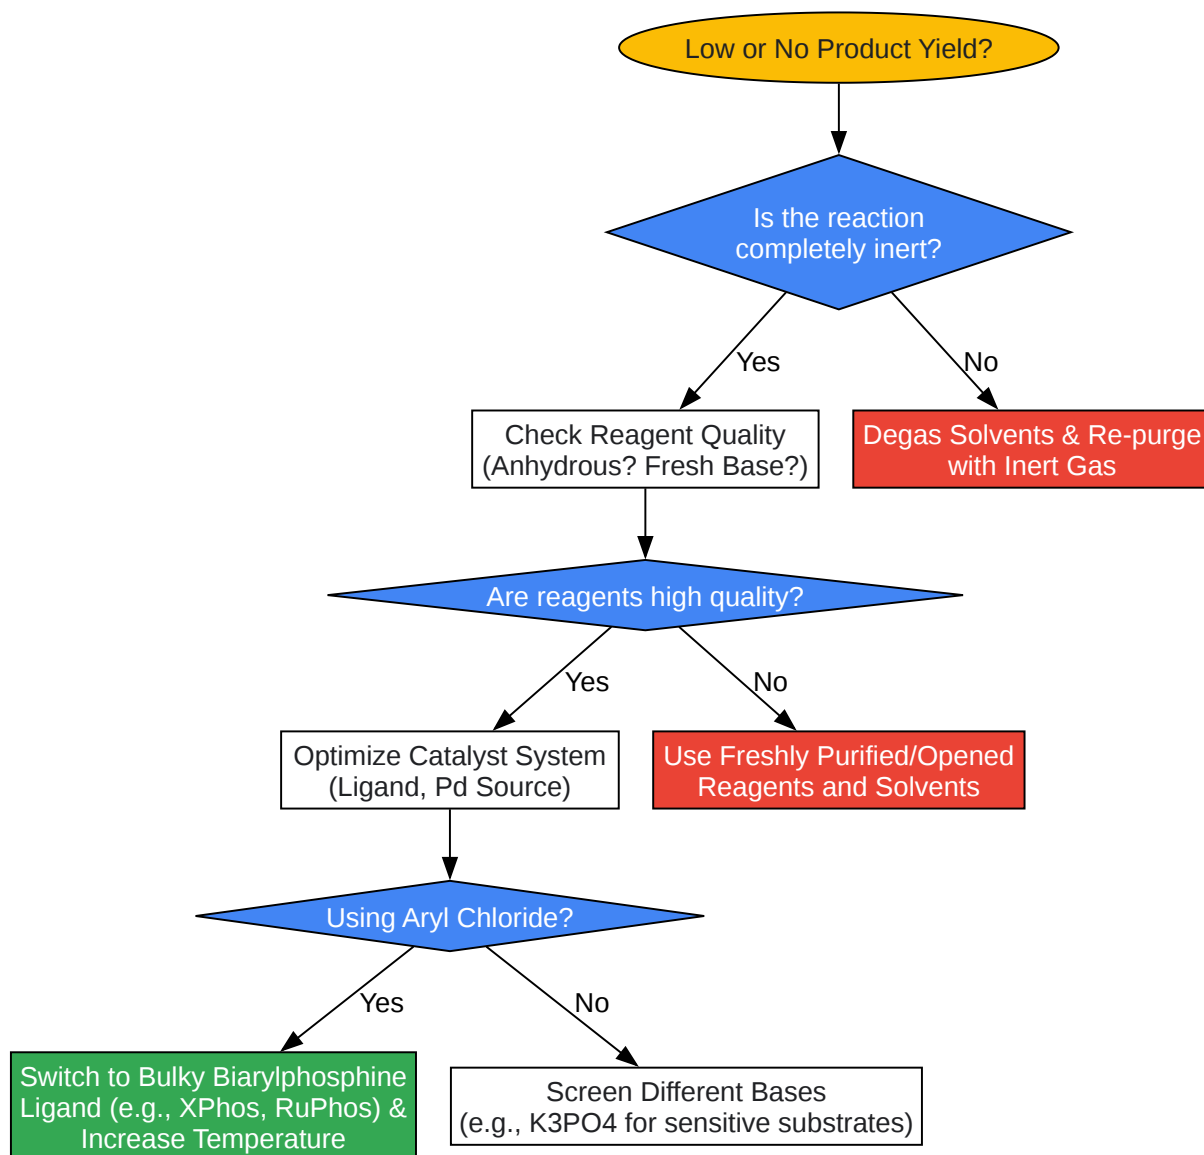 Low or No Product Yield?
Is the reaction
completely inert?
Yes
No
Check Reagent Quality
(Anhydrous? Fresh Base?)
Degas Solvents & Re-purge
with Inert Gas
Are reagents high quality?
Yes
No
Optimize Catalyst System
(Ligand, Pd Source)
Use Freshly Purified/Opened
Reagents and Solvents
Using Aryl Chloride?
Yes
No
Switch to Bulky Biarylphosphine
Ligand (e.g., XPhos, RuPhos) &
Increase Temperature
Screen Different Bases
(e.g., K3PO4 for sensitive substrates)